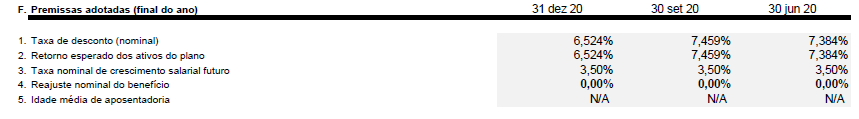 F. Premissas adotadas (final do ano) 31 dez 20 30 set 20 30 jun 20
1. Taxa de desconto (nominal) 6,524% 7,459% 7,384%
2. Retorno esperado dos ativos do plano 6,524% 7,459% 7,384%
3. Taxa nominal de crescimento salarial futuro 3,50% 3,50% 3,50%
4. Reajuste nominal do benefício 0,00% 0,00% 0,00%
5. Idade média de aposentadoria N/A N/A N/A